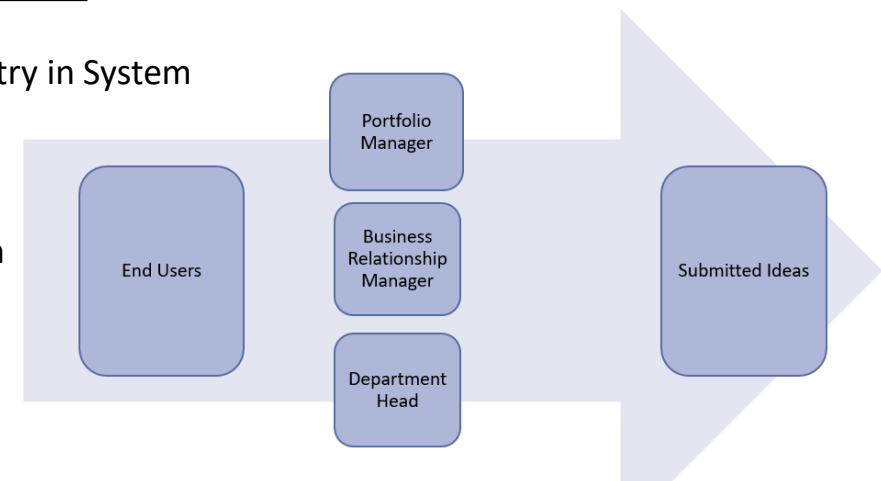 try in System
Portfolio
Manager
End Users
Business
Relationship
Manager
Submitted Ideas
Department
Head